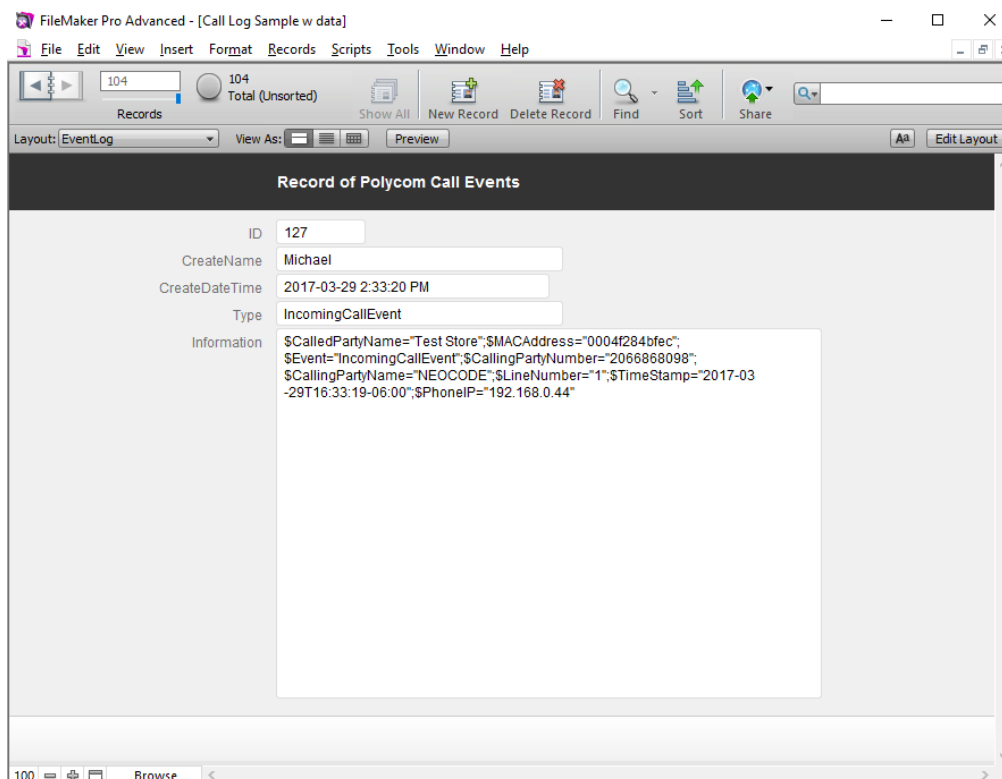 FileMaker Pro Advanced - [Call Log Sample w data]
File Edit View Insert Format Records Scripts Tools Window Help
104
104
Total (Unsorted)
Records
Show All New Record Delete Record Find Sort Share
Layout: EventLog View As: Preview Aa Edit Layout
Record of Polycom Call Events
ID 127
CreateName Michael
CreateDateTime 2017-03-29 2:33:20 PM
Type IncomingCallEvent
Information $CalledPartyName="Test Store";$MACAddress="0004f284bfec";
$Event="IncomingCallEvent";$CallingPartyNumber="2066868098";
$CallingPartyName="NEOCODE";$LineNumber="1";$TimeStamp="2017-03
-29T16:33:19-06:00";$PhoneIP="192.168.0.44"
100 Browse